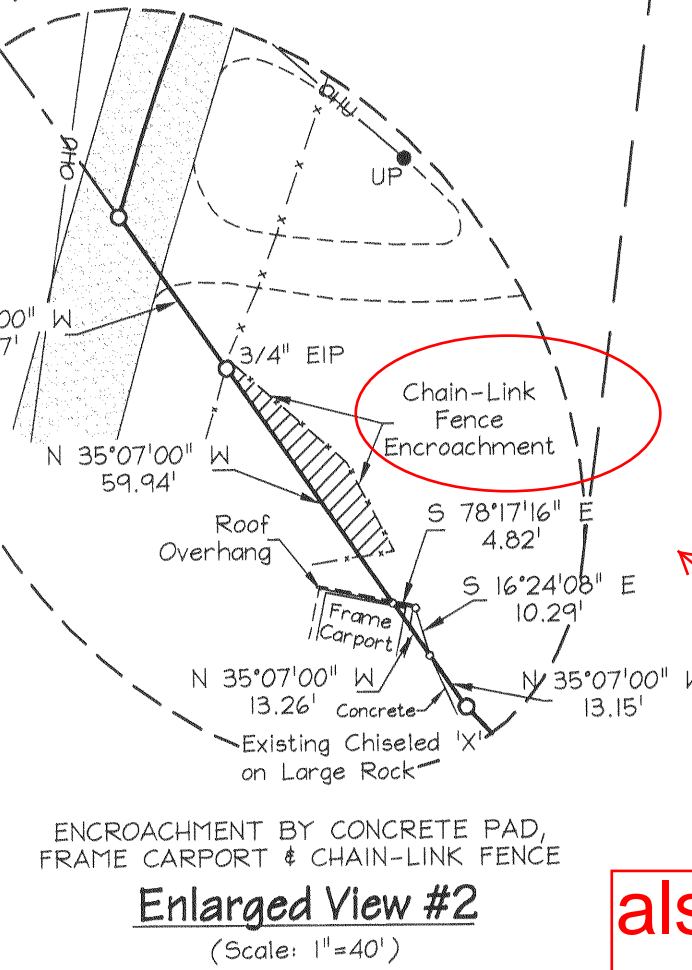 OHU
OHU
UP
00" W
7'
3/4" EIP
Chain-Link
Fence
Encroachment
N 35°07'00" W
59.94'
S 78°17'16" E
4.82'
Roof
Overhang
S 16°24'08" E
10.29'
Frame
Carport
N 35°07'00" W
13.26'
Concrete
N 35°07'00" W
13.15'
Existing Chiseled 'X'
on Large Rock
ENCROACHMENT BY CONCRETE PAD,
FRAME CARPORT & CHAIN-LINK FENCE
Enlarged View #2
(Scale: 1"=40')
als